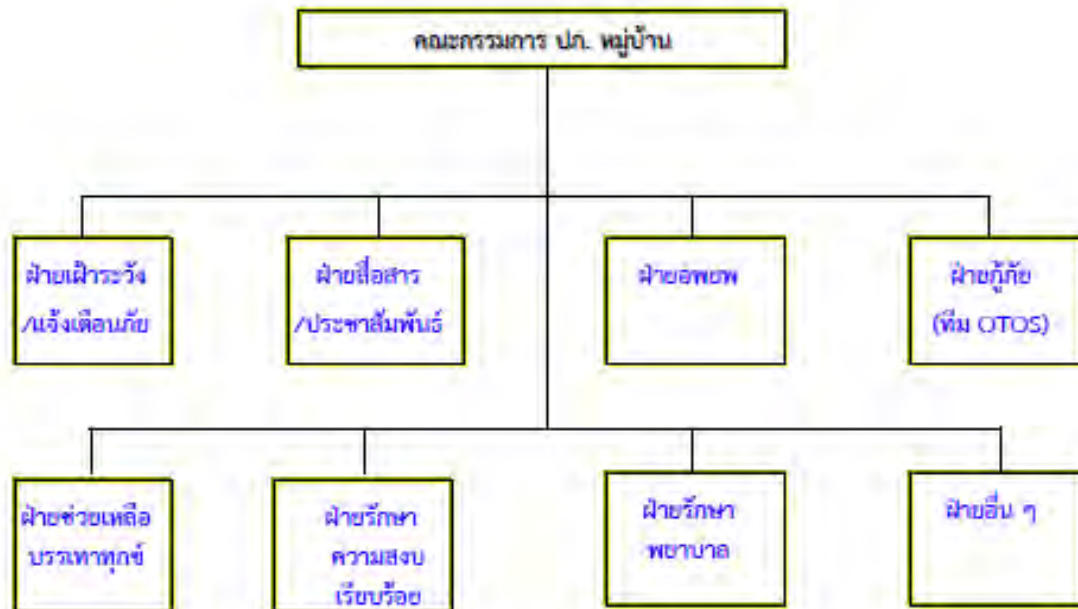 คณะกรรมการ ปภ. หมู่บ้าน
ฝ่ายเฝ้าระวัง
/แจ้งเตือนภัย
ฝ่ายสื่อสาร
/ประชาสัมพันธ์
ฝ่ายอพยพ
ฝ่ายกู้ภัย
(ทีม OTOS)
ฝ่ายช่วยเหลือ
บรรเทาทุกข์
ฝ่ายรักษา
ความสงบ
เรียบร้อย
ฝ่ายรักษา
พยาบาล
ฝ่ายอื่น ๆ